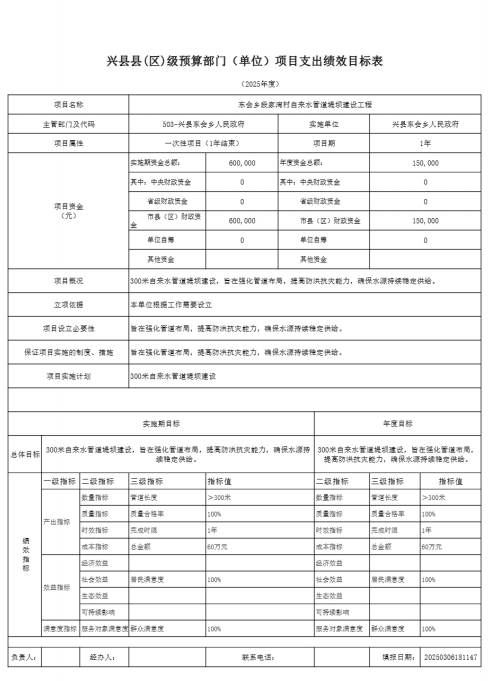 兴县县(区)级预算部门（单位）项目支出绩效目标表
（2025年度）
项目名称 东会乡段家湾村自来水管道堤坝建设工程
主管部门及代码 503-兴县东会乡人民政府 实施单位 兴县东会乡人民政府
项目属性 一次性项目（1年结束） 项目期 1年
项目资金（元） 实施期资金总额： 600,000 年度资金总额： 150,000
其中：中央财政资金 0 其中：中央财政资金 0
省级财政资金 0 省级财政资金 0
市县（区）财政资金 600,000 市县（区）财政资金 150,000
单位自筹 0 单位自筹 0
其他资金 其他资金
项目概况 300米自来水管道堤坝建设，旨在强化管道布局，提高防洪抗灾能力，确保水源持续稳定供给。
立项依据 本单位根据工作需要设立
项目设立必要性 旨在强化管道布局，提高防洪抗灾能力，确保水源持续稳定供给。
保证项目实施的制度、措施 旨在强化管道布局，提高防洪抗灾能力，确保水源持续稳定供给。
项目实施计划 300米自来水管道堤坝建设
实施期目标 年度目标
总体目标 300米自来水管道堤坝建设，旨在强化管道布局，提高防洪抗灾能力，确保水源持续稳定供给。 300米自来水管道堤坝建设，旨在强化管道布局，提高防洪抗灾能力，确保水源持续稳定供给。
绩效指标 一级指标 二级指标 三级指标 指标值 二级指标 三级指标 指标值
产出指标 数量指标 管道长度 ＞300米 数量指标 管道长度 ＞300米
质量指标 质量合格率 100% 质量指标 质量合格率 100%
时效指标 完成时限 1年 时效指标 完成时限 1年
成本指标 总金额 60万元 成本指标 总金额 60万元
效益指标 经济效益 经济效益
社会效益 居民满意度 100% 社会效益 居民满意度 100%
生态效益 生态效益
可持续影响 可持续影响
满意度指标 服务对象满意度 群众满意度 100% 服务对象满意度 群众满意度 100%
负责人： 经办人： 联系电话： 填报日期： 20250306181147